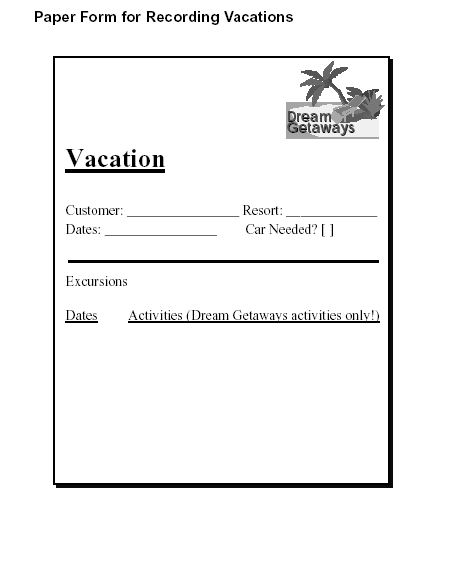 Paper Form for Recording Vacations
Dream
Getaways
Vacation
Customer: ________________ Resort: _____________
Dates: ________________ Car Needed? [ ]
Excursions
Dates Activities (Dream Getaways activities only!)